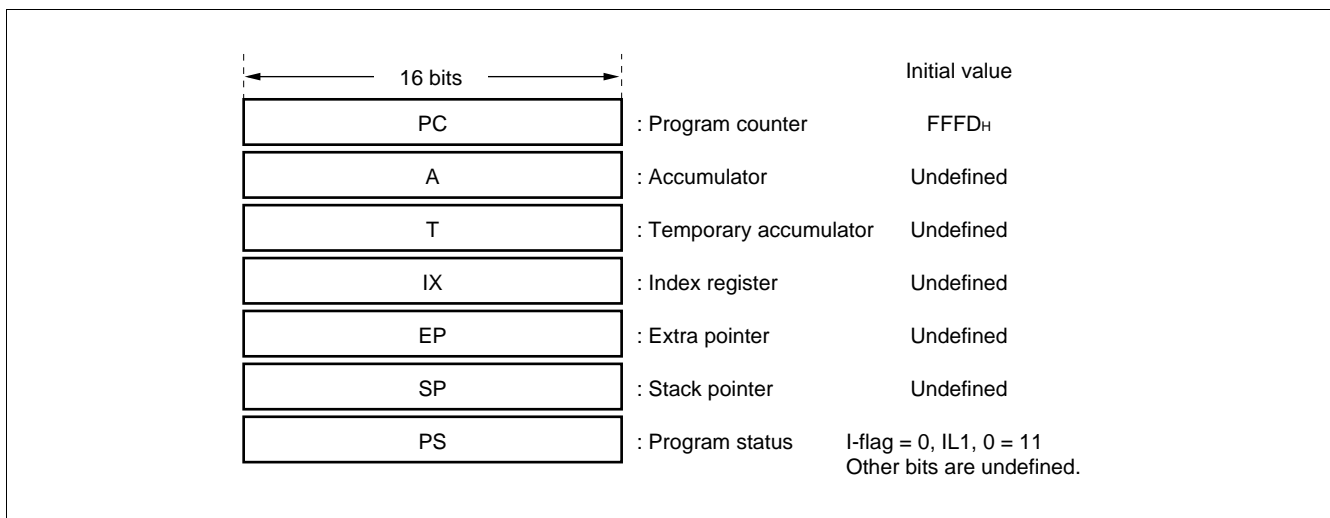 16 bits Initial value
PC : Program counter FFFDH
A : Accumulator Undefined
T : Temporary accumulator Undefined
IX : Index register Undefined
EP : Extra pointer Undefined
SP : Stack pointer Undefined
PS : Program status I-flag = 0, IL1, 0 = 11
Other bits are undefined.